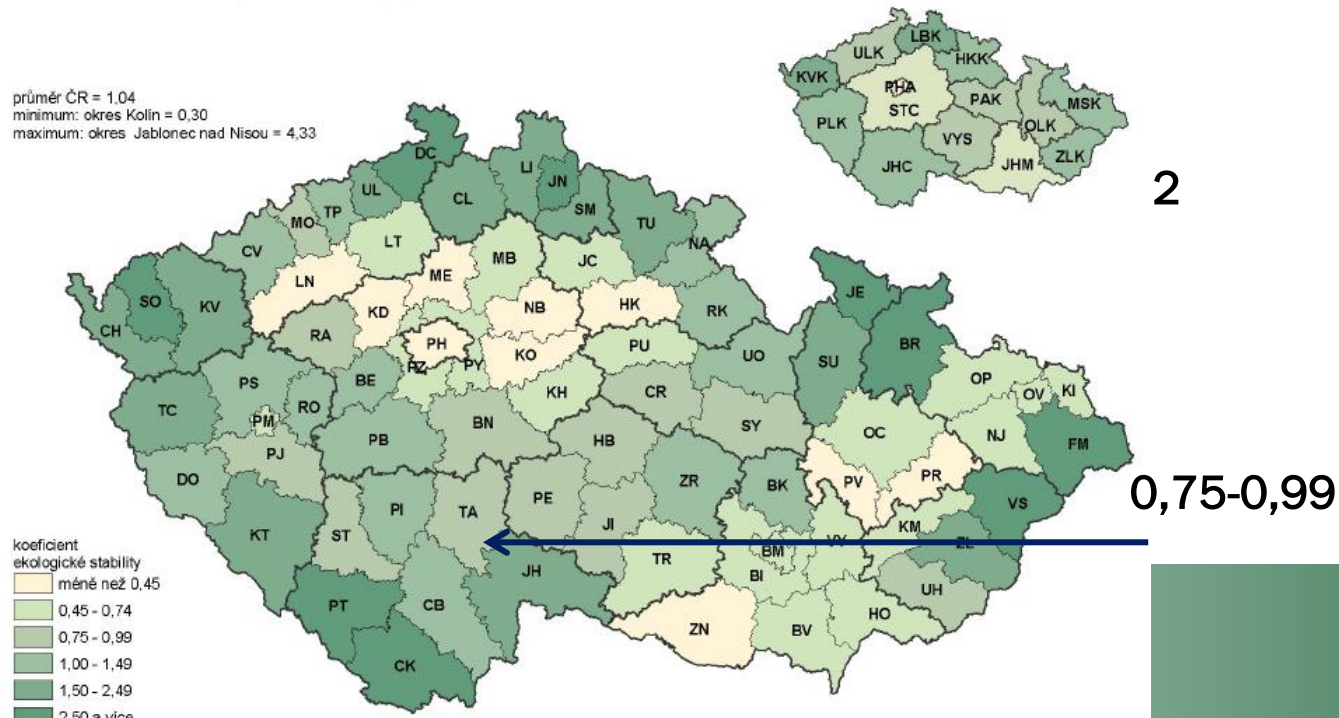 průměr ČR = 1,04
minimum: okres Kolín = 0,30
maximum: okres Jablonec nad Nisou = 4,33
ULK LBK
HKK
KVK
PHA
STC PAK MSK
PLK OLK
VYS
JHC JHM ZLK
2
DC
LI JN
UL
CL SM
MO TP TU
LT NA
CV
MB JC
LN ME
SO KV KD NB HK JE
CH RK
RA PH PU BR
KO UO SU
PZ PY
PS BE OP
TC RO KH CR OV KI
PM BN SY
PB HB OC NJ FM
PJ
DO ZR BK PV PR
PE VS
KT ST PI TA JI KM
0,75-0,99
BM VY ZL
JH TR BI
UH
PT CB HO
ZN BV
CK
koeficient
ekologické stability
méně než 0,45
0,45 - 0,74
0,75 - 0,99
1,00 - 1,49
1,50 - 2,49
2,50 a více